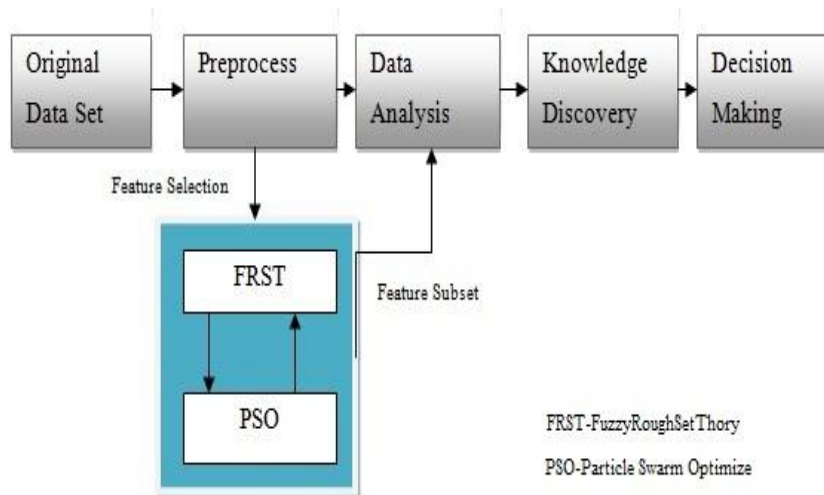 Original
Data Set
Preprocess
Data
Analysis
Knowledge
Discovery
Decision
Making
Feature Selection
FRST
Feature Subset
PSO
FRST-FuzzyRoughSetThory
PSO-Particle Swarm Optimize